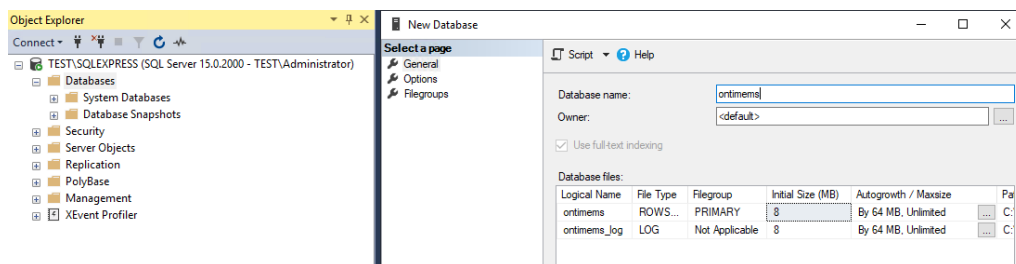 Object Explorer
Connect
TEST\SQLEXPRESS (SQL Server 15.0.2000 - TEST\Administrator)
Databases
System Databases
Database Snapshots
Security
Server Objects
Replication
PolyBase
Management
XEvent Profiler
New Database
Select a page
General
Options
Filegroups
Script Help
Database name: ontimems
Owner: <default>
...
Use full-text indexing
Database files:
Logical Name File Type Filegroup Initial Size (MB) Autogrowth / Maxsize Pa
ontimems ROWS... PRIMARY 8 By 64 MB, Unlimited ... C:
ontimems_log LOG Not Applicable 8 By 64 MB, Unlimited ... C: